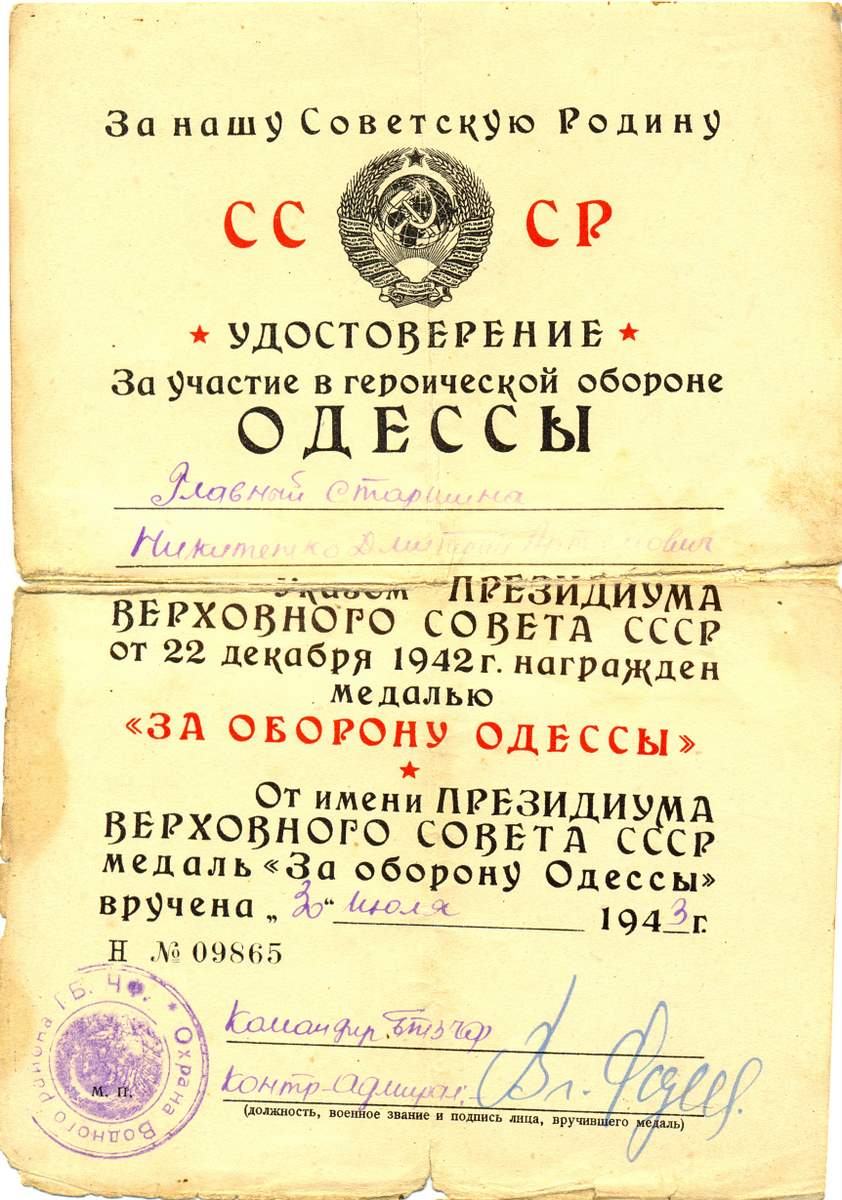 За нашу Советскую Родину
СС СР
УДОСТОВЕРЕНИЕ
За участие в героической обороне
ОДЕССЫ
Главный старшина
Никитенко Дмитрий
Указом ПРЕЗИДИУМА
ВЕРХОВНОГО СОВЕТА СССР
от 22 декабря 1942 г. награжден
медалью
«ЗА ОБОРОНУ ОДЕССЫ»
От имени ПРЕЗИДИУМА
ВЕРХОВНОГО СОВЕТА СССР
медаль «За оборону Одессы»
вручена „30“ июля 1943 г.
Н № 09865
Охрана Водного района Г.Б. Ч.Ф.
М. П.
Командир
контр-адмирал
(должность, военное звание и подпись лица, вручившего медаль)